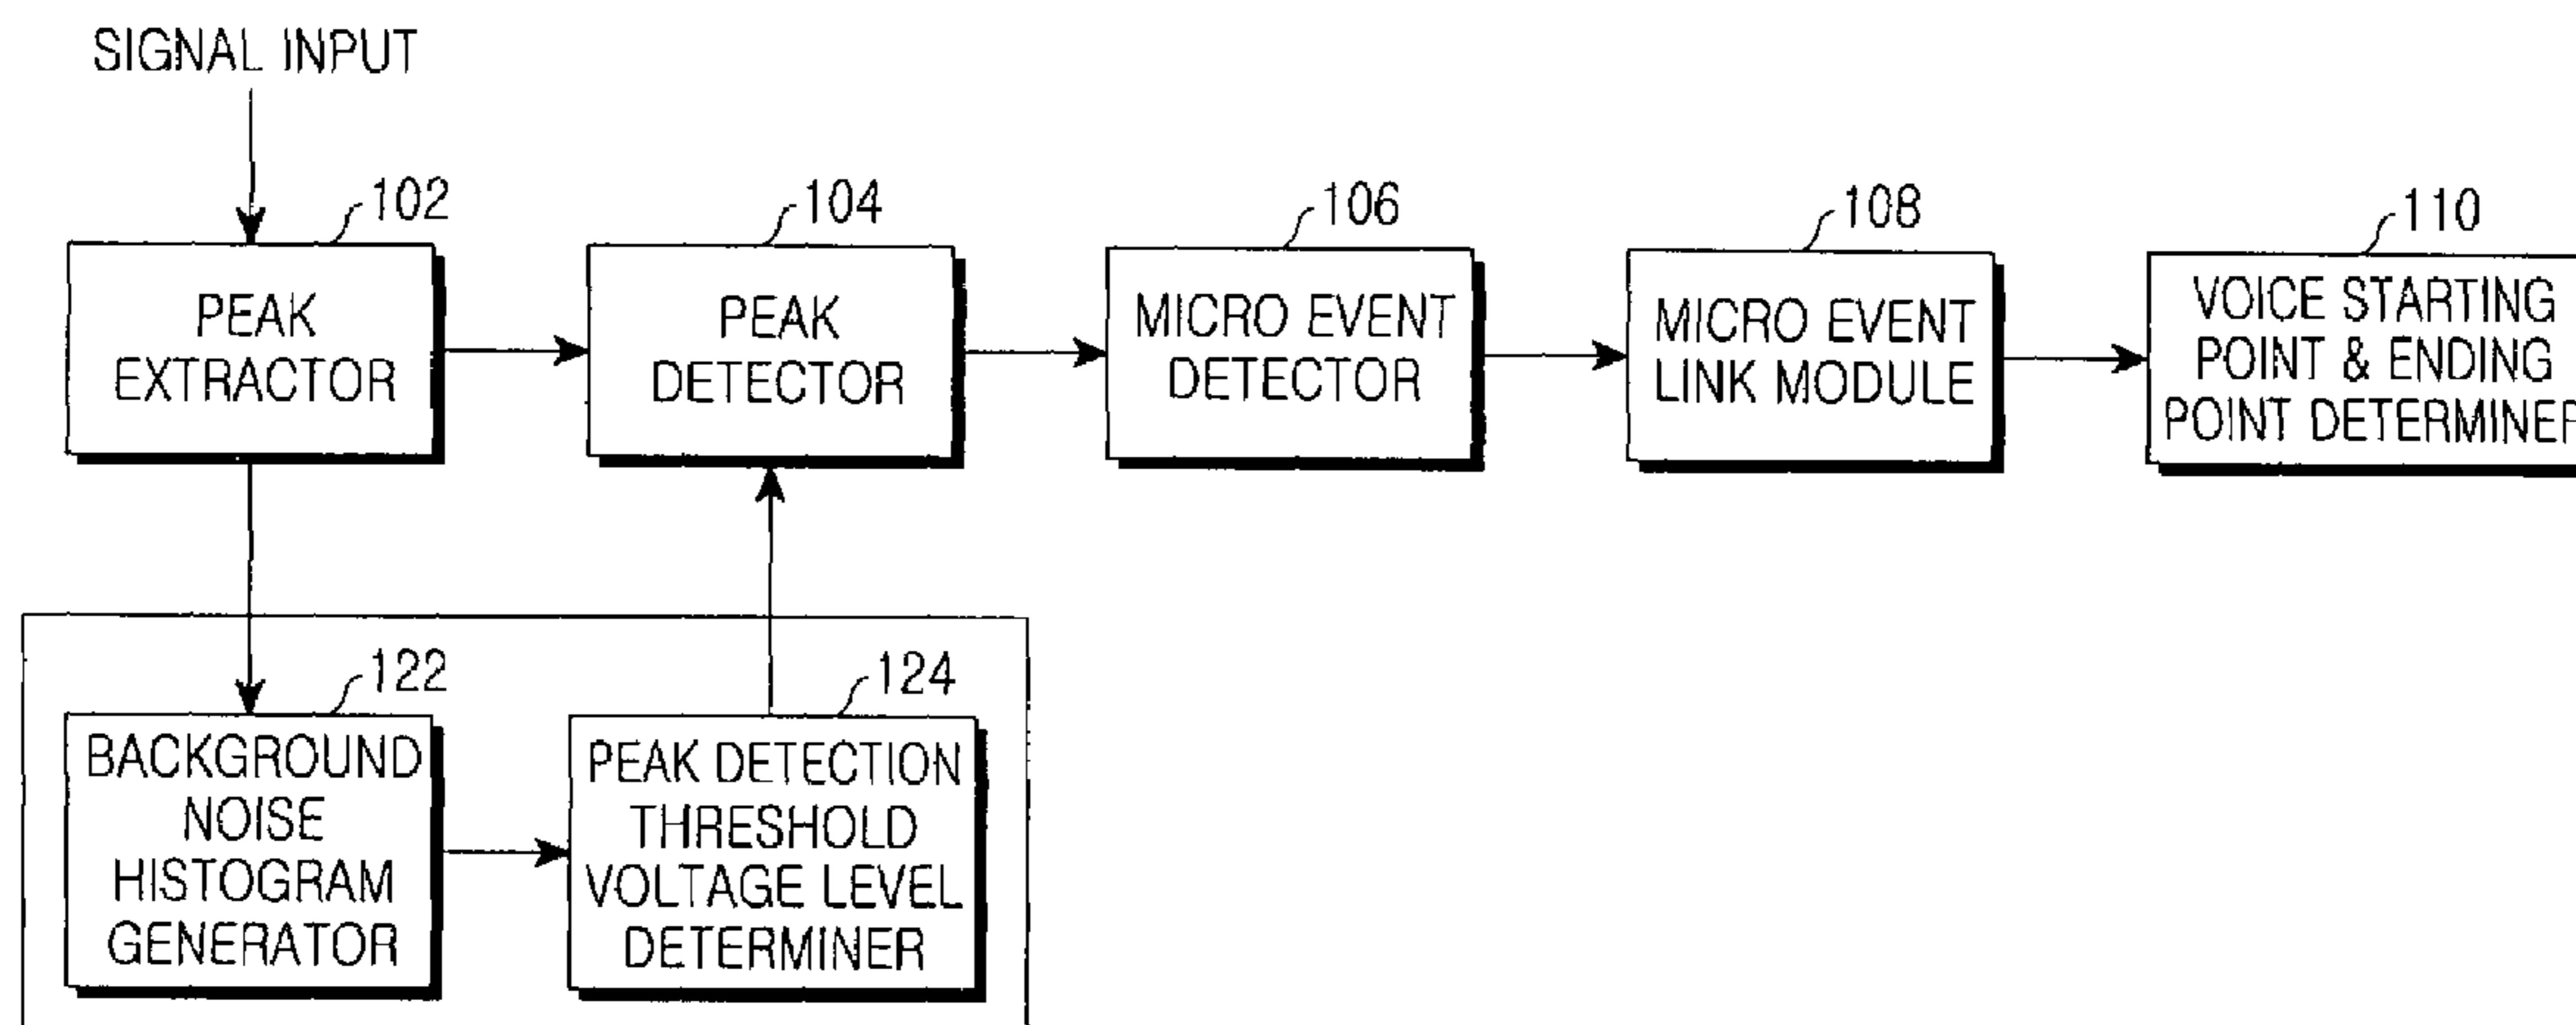 SIGNAL INPUT
102
104
106
108
110
PEAK
EXTRACTOR
PEAK
DETECTOR
MICRO EVENT
DETECTOR
MICRO EVENT
LINK MODULE
VOICE STARTING
POINT & ENDING
POINT DETERMINER
122
124
BACKGROUND
NOISE
HISTOGRAM
GENERATOR
PEAK DETECTION
THRESHOLD
VOLTAGE LEVEL
DETERMINER